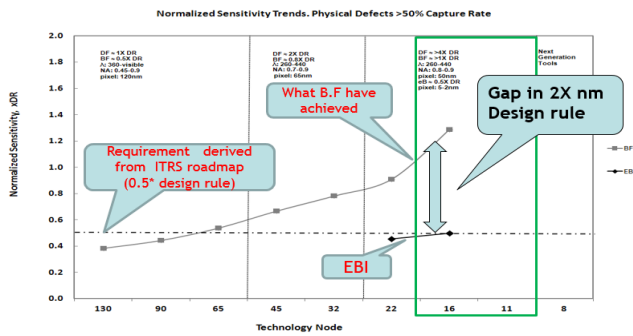 Normalized Sensitivity Trends. Physical Defects >50% Capture Rate
Normalized Sensitivity, xDR
2.0
1.8
1.6
1.4
1.2
1.0
0.8
0.6
0.4
0.2
0.0
DF ≈ 1X DR
BF ≈ 0.5X DR
λ: 360-visible
NA: 0.45-0.9
pixel: 120nm
DF ≈ 2X DR
BF ≈ 0.8X DR
λ: 260-440
NA: 0.7-0.9
pixel: 65nm
DF ≈ >4X DR
BF ≈ >1X DR
λ: 260-440
NA: 0.8-0.9
pixel: 50nm
eB ≈ 0.5X DR
pixel: 5-2nm
Next
Generation
Tools
What B.F have
achieved
Gap in 2X nm
Design rule
Requirement derived
from ITRS roadmap
(0.5* design rule)
EBI
BF
EB
130
90
65
45
32
22
16
11
8
Technology Node